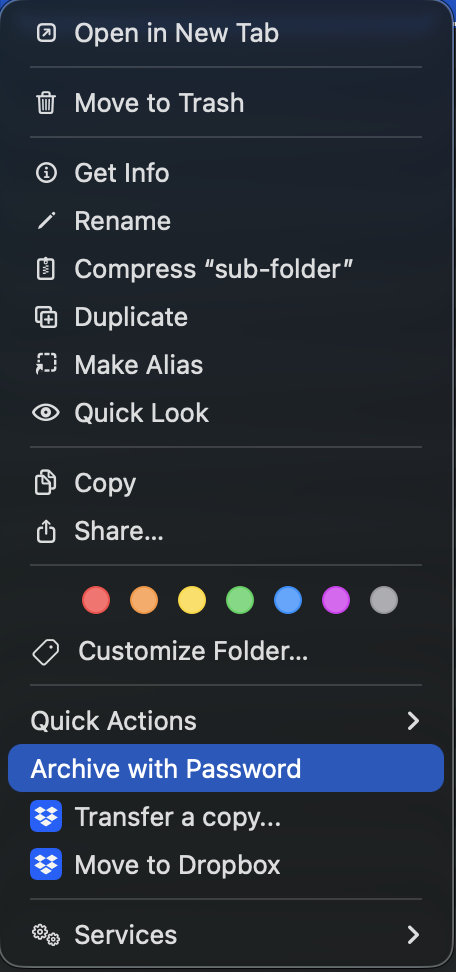 Open in New Tab
Move to Trash
Get Info
Rename
Compress “sub-folder”
Duplicate
Make Alias
Quick Look
Copy
Share...
Customize Folder...
Quick Actions
Archive with Password
Transfer a copy...
Move to Dropbox
Services